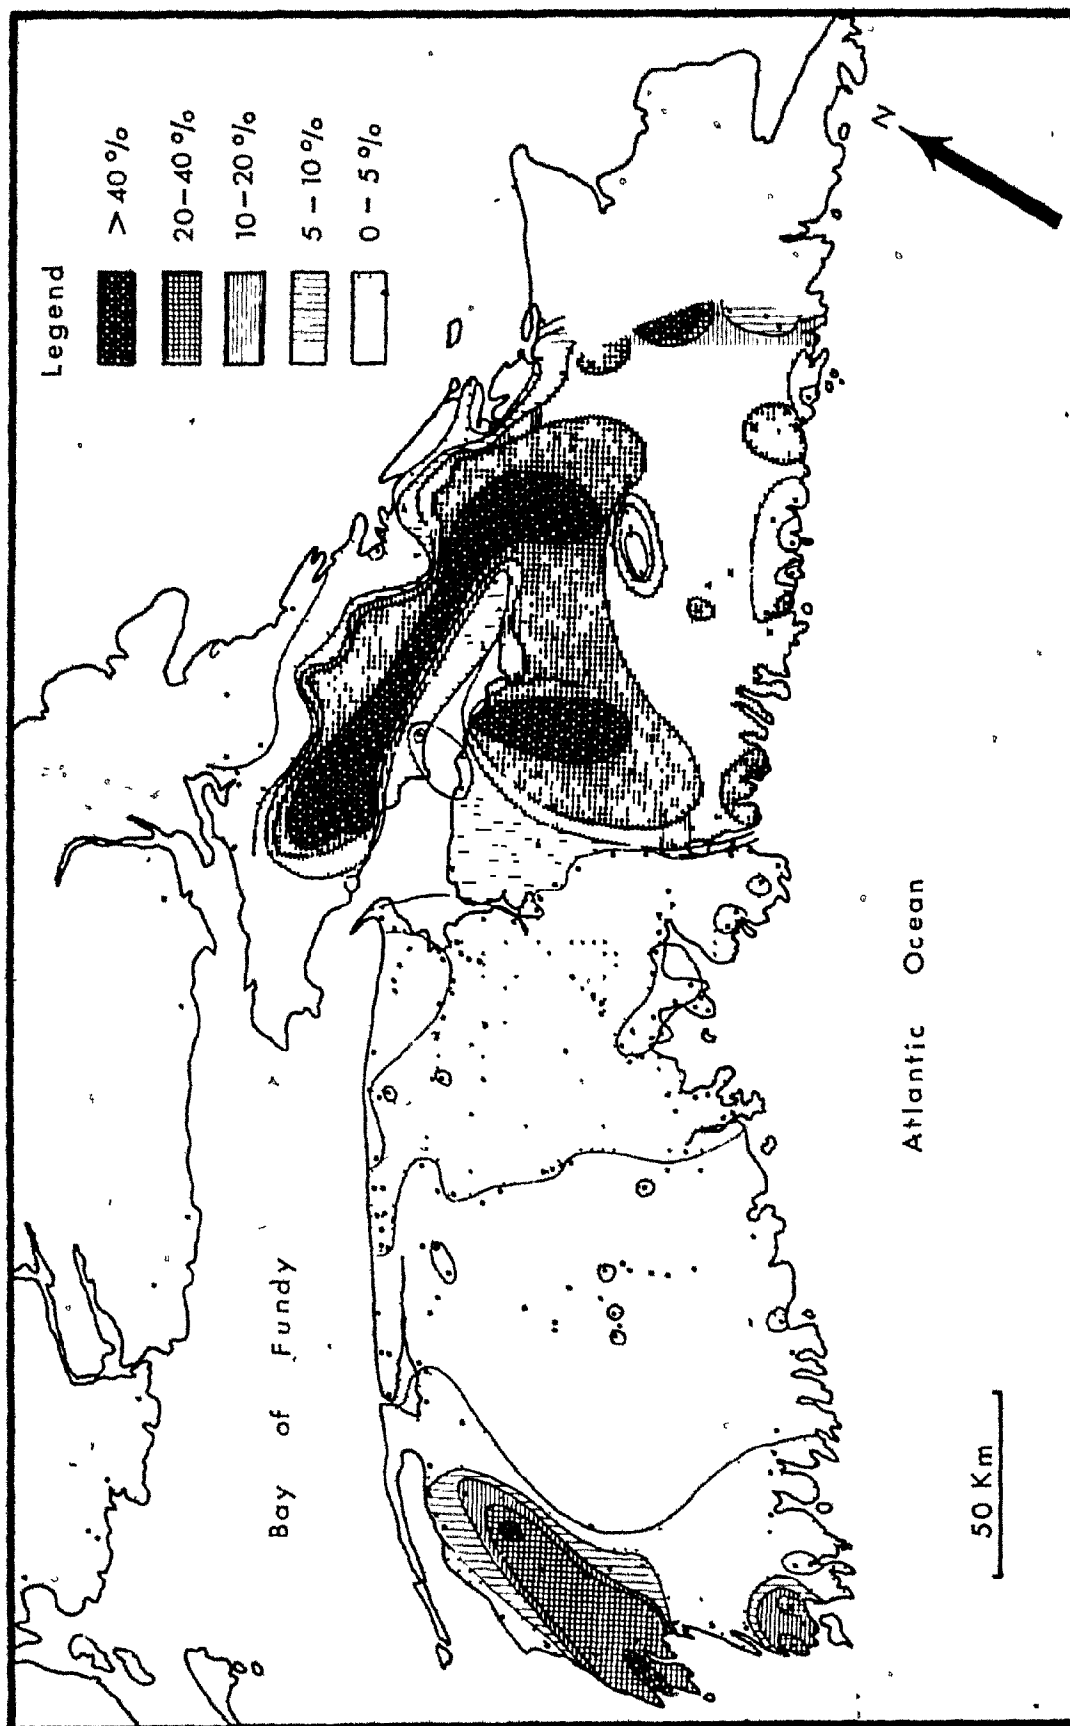 Legend
> 40 %
20-40 %
10-20 %
5 - 10 %
0 - 5 %
N
Bay of Fundy
Atlantic Ocean
50 Km